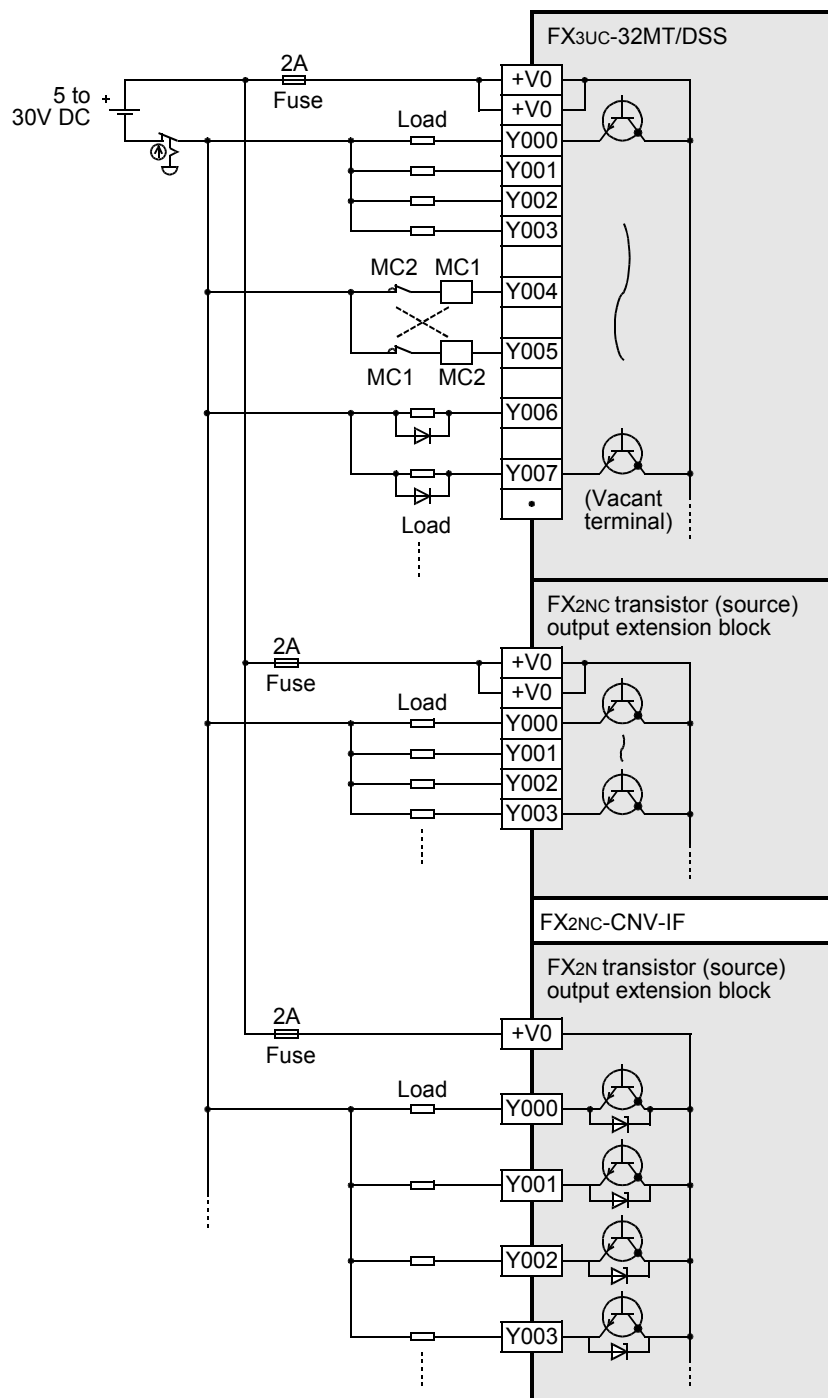 FX3UC-32MT/DSS
2A
Fuse
5 to
30V DC
+
+V0
+V0
Load
Y000
Y001
Y002
Y003
MC2 MC1
Y004
Y005
MC1 MC2
Y006
Y007
Load
(Vacant
terminal)
FX2NC transistor (source)
output extension block
2A
Fuse
+V0
+V0
Load
Y000
Y001
Y002
Y003
FX2NC-CNV-IF
FX2N transistor (source)
output extension block
2A
Fuse
+V0
Load
Y000
Y001
Y002
Y003